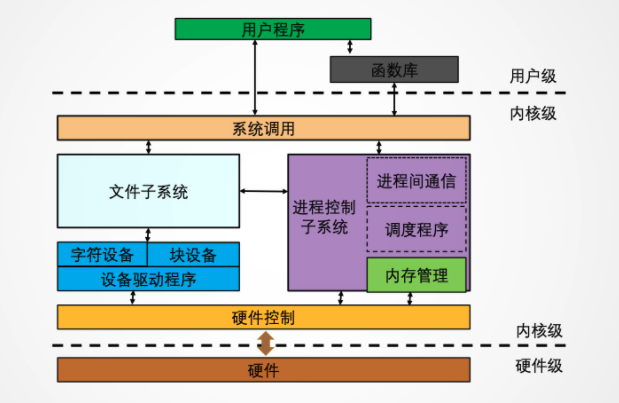 用户程序
函数库
用户级
内核级
系统调用
文件子系统
进程控制
子系统
进程间通信
调度程序
内存管理
字符设备
块设备
设备驱动程序
硬件控制
内核级
硬件级
硬件